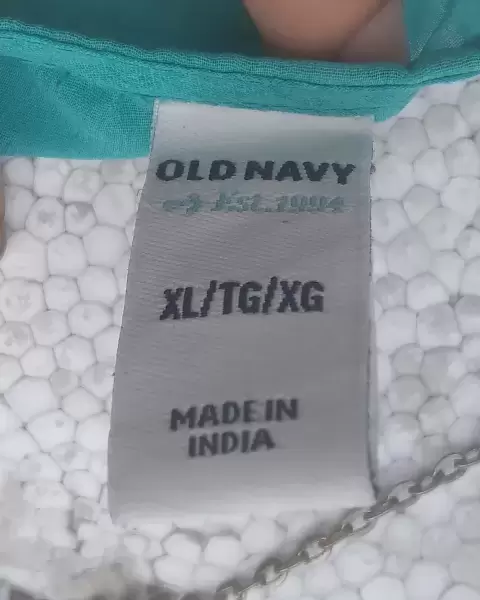 OLD NAVY
Est. 1994
XL/TG/XG
MADE IN
INDIA